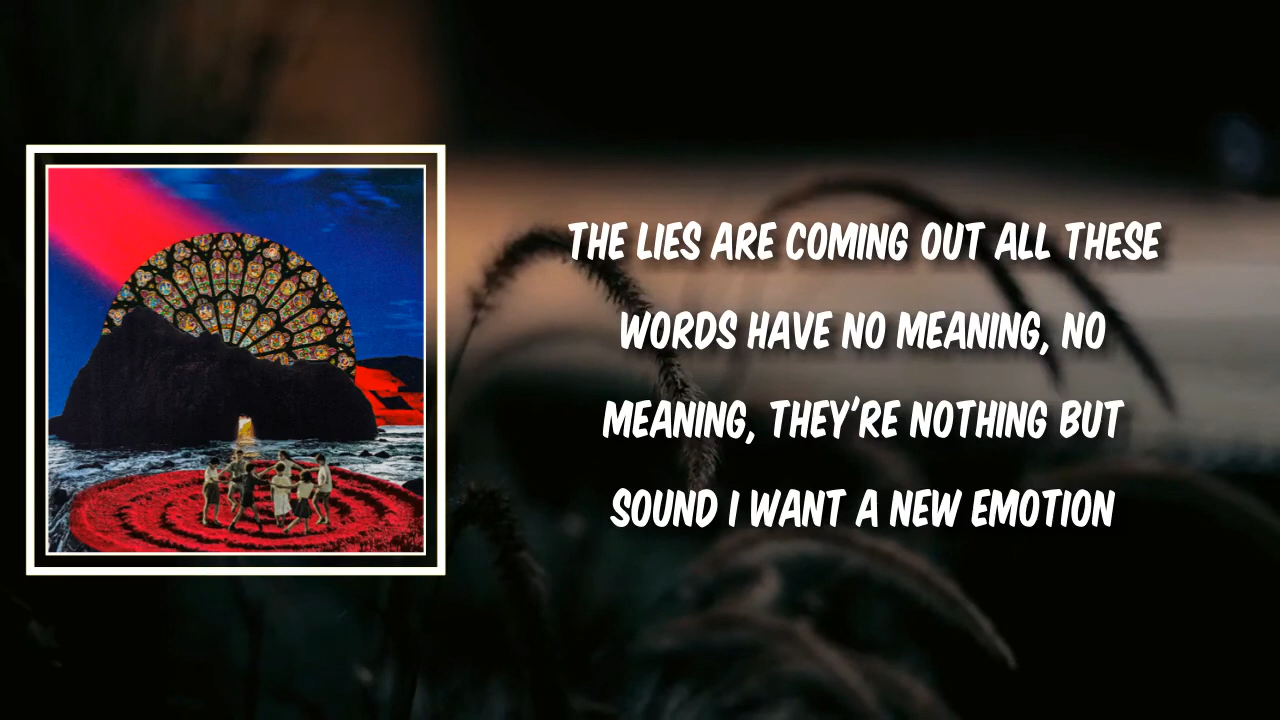 THE LIES ARE COMING OUT ALL THESE
WORDS HAVE NO MEANING, NO
MEANING, THEY'RE NOTHING BUT
SOUND I WANT A NEW EMOTION